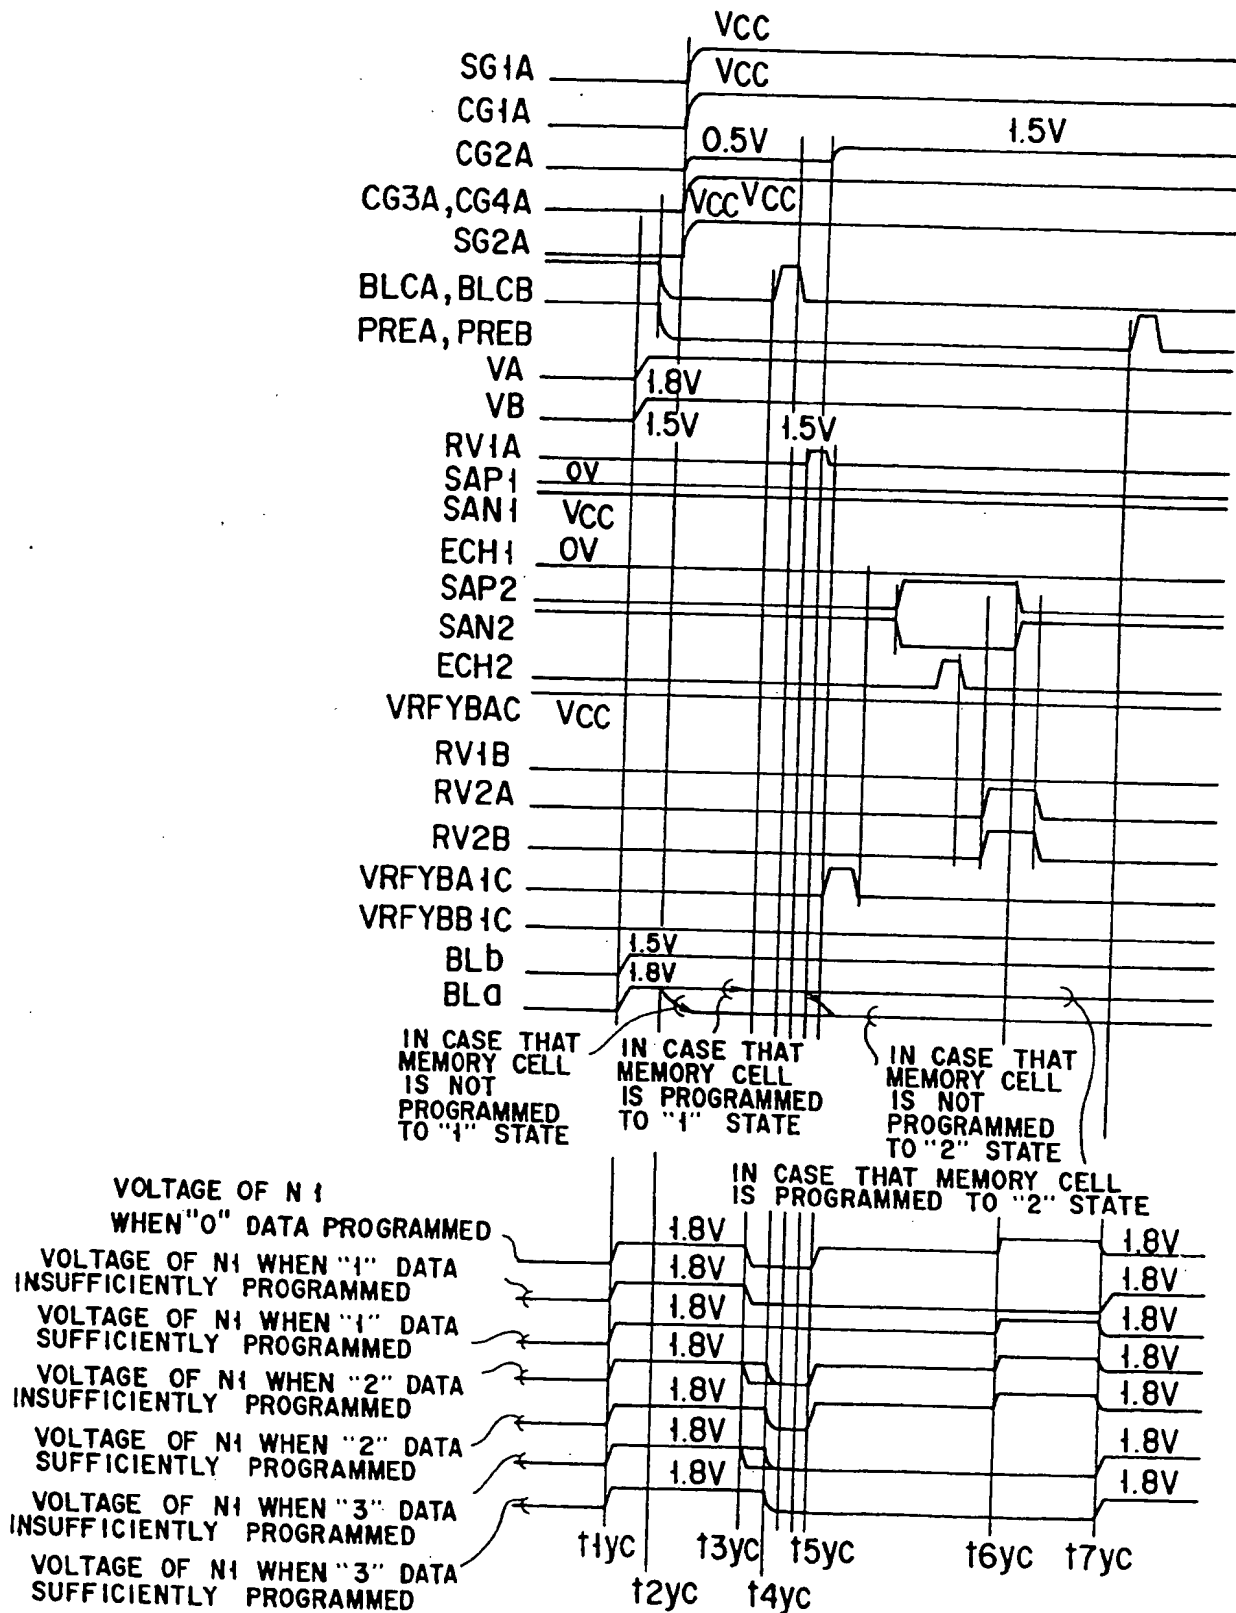 VCC
SG1A
VCC
CG1A
0.5V
1.5V
CG2A
CG3A, CG4A
VCC VCC
SG2A
BLCA, BLCB
PREA, PREB
VA
1.8V
VB
1.5V
1.5V
RV1A
SAP1 0V
SAN1 VCC
ECH1 0V
SAP2
SAN2
ECH2
VRFYBAC VCC
RV1B
RV2A
RV2B
VRFYBA1C
VRFYBB1C
BLb 1.5V
BLa 1.8V
IN CASE THAT
MEMORY CELL
IS NOT
PROGRAMMED
TO "1" STATE
IN CASE THAT
MEMORY CELL
IS PROGRAMMED
TO "1" STATE
IN CASE THAT
MEMORY CELL
IS NOT
PROGRAMMED
TO "2" STATE
IN CASE THAT MEMORY CELL
IS PROGRAMMED TO "2" STATE
VOLTAGE OF N1
WHEN "0" DATA PROGRAMMED
1.8V
1.8V
VOLTAGE OF N1 WHEN "1" DATA
INSUFFICIENTLY PROGRAMMED
1.8V
1.8V
VOLTAGE OF N1 WHEN "1" DATA
SUFFICIENTLY PROGRAMMED
1.8V
1.8V
VOLTAGE OF N1 WHEN "2" DATA
INSUFFICIENTLY PROGRAMMED
1.8V
1.8V
VOLTAGE OF N1 WHEN "2" DATA
SUFFICIENTLY PROGRAMMED
1.8V
1.8V
VOLTAGE OF N1 WHEN "3" DATA
INSUFFICIENTLY PROGRAMMED
1.8V
1.8V
VOLTAGE OF N1 WHEN "3" DATA
SUFFICIENTLY PROGRAMMED
1.8V
1.8V
t1yc
t2yc
t3yc
t4yc
t5yc
t6yc
t7yc